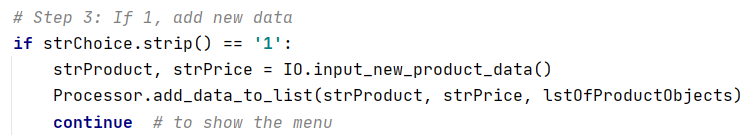 # Step 3: If 1, add new data
if strChoice.strip() == '1':
    strProduct, strPrice = IO.input_new_product_data()
    Processor.add_data_to_list(strProduct, strPrice, lstOfProductObjects)
    continue  # to show the menu